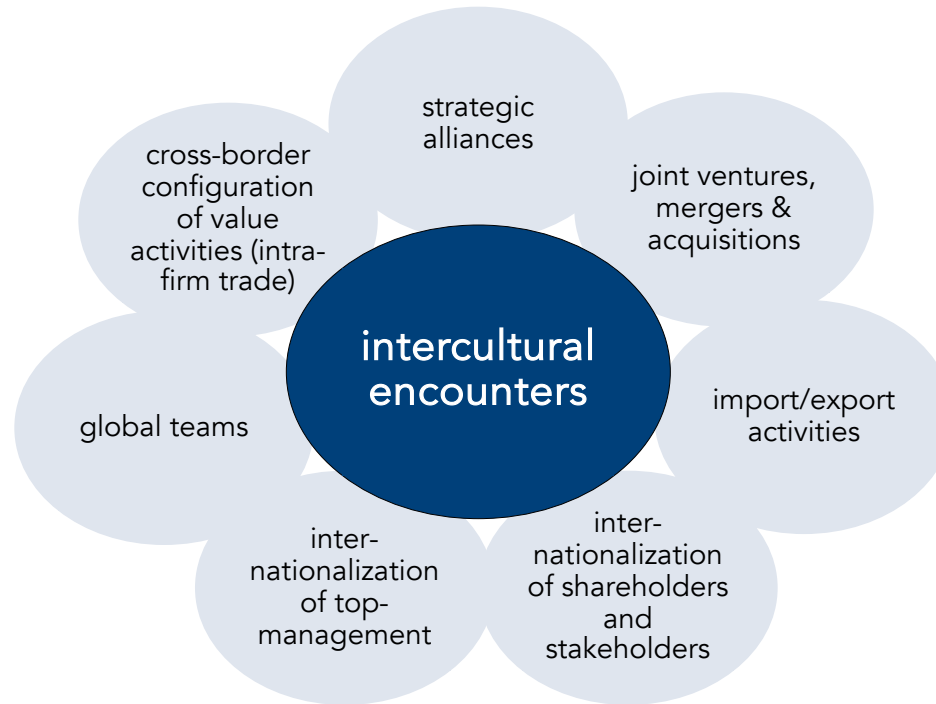 strategic
alliances
joint ventures,
mergers &
acquisitions
import/export
activities
inter-
nationalization
of shareholders
and
stakeholders
inter-
nationalization
of top-
management
global teams
cross-border
configuration
of value
activities (intra-
firm trade)
intercultural
encounters